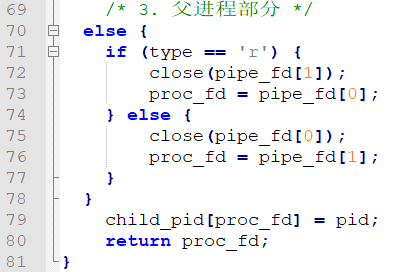 69 /* 3. 父进程部分 */
70 else {
71 if (type == 'r') {
72 close(pipe_fd[1]);
73 proc_fd = pipe_fd[0];
74 } else {
75 close(pipe_fd[0]);
76 proc_fd = pipe_fd[1];
77 }
78 }
79 child_pid[proc_fd] = pid;
80 return proc_fd;
81 }